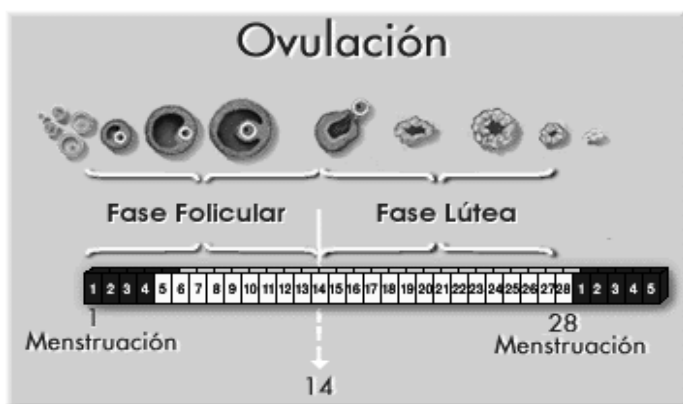 Ovulación
Fase Folicular Fase Lútea
1 2 3 4 5 6 7 8 9 10 11 12 13 14 15 16 17 18 19 20 21 22 23 24 25 26 27 28 1 2 3 4 5
1 28
Menstruación Menstruación
14